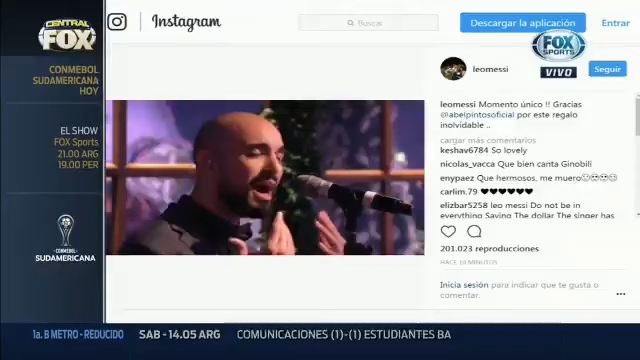 CENTRAL
FOX
CONMEBOL
SUDAMERICANA
HOY
EL SHOW
FOX Sports
21.00 ARG
19.00 PER
CONMEBOL
SUDAMERICANA
Instagram
Buscar
Descargar la aplicación
Entrar
FOX
SPORTS
VIVO
leomessi
Seguir
leomessi Momento único !! Gracias
@abelpintosoficial por este regalo
inolvidable ..
cargar más comentarios
keshav6784 So lovely
nicolas_vacca Que bien canta Ginobili
enypaez Que hermosos, me muero
carlim.79
elizbar5258 leo messi Do not be in
everything Saving The dollar The singer has
201.023 reproducciones
HACE 18 MINUTOS
Inicia sesión para indicar que te gusta o
comentar.
1a. B METRO - REDUCIDO SAB - 14.05 ARG COMUNICACIONES (1)-(1) ESTUDIANTES BA